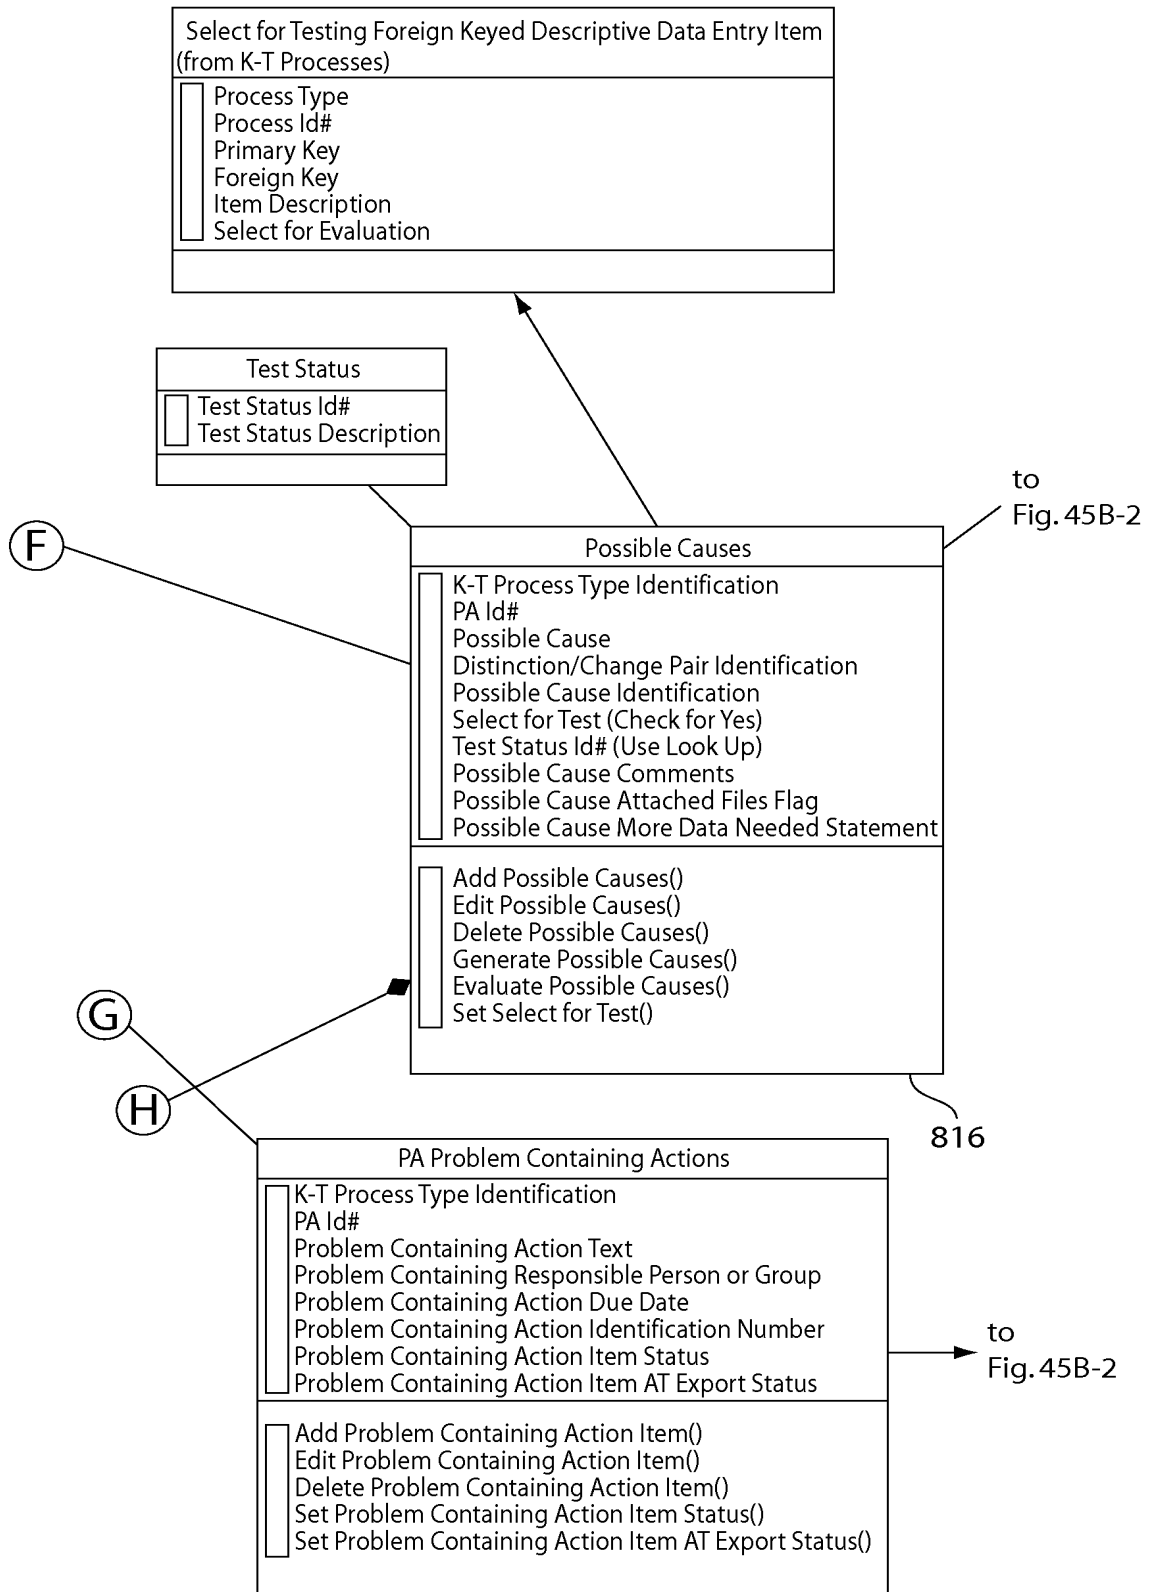 Select for Testing Foreign Keyed Descriptive Data Entry Item
(from K-T Processes)
Process Type
Process Id#
Primary Key
Foreign Key
Item Description
Select for Evaluation
Test Status
Test Status Id#
Test Status Description
to
Fig. 45B-2
F
Possible Causes
K-T Process Type Identification
PA Id#
Possible Cause
Distinction/Change Pair Identification
Possible Cause Identification
Select for Test (Check for Yes)
Test Status Id# (Use Look Up)
Possible Cause Comments
Possible Cause Attached Files Flag
Possible Cause More Data Needed Statement
Add Possible Causes()
Edit Possible Causes()
Delete Possible Causes()
Generate Possible Causes()
Evaluate Possible Causes()
Set Select for Test()
G
H
816
PA Problem Containing Actions
K-T Process Type Identification
PA Id#
Problem Containing Action Text
Problem Containing Responsible Person or Group
Problem Containing Action Due Date
Problem Containing Action Identification Number
Problem Containing Action Item Status
Problem Containing Action Item AT Export Status
to
Fig. 45B-2
Add Problem Containing Action Item()
Edit Problem Containing Action Item()
Delete Problem Containing Action Item()
Set Problem Containing Action Item Status()
Set Problem Containing Action Item AT Export Status()